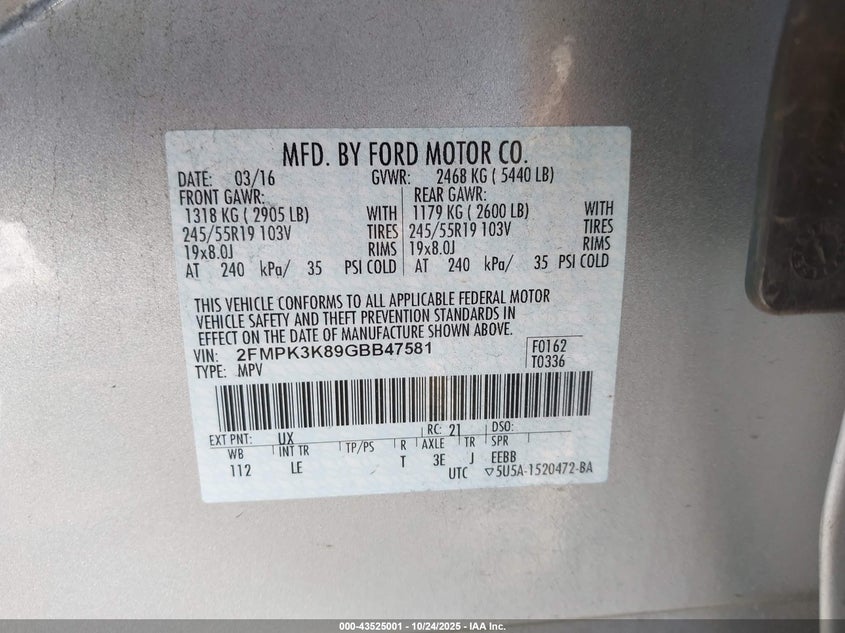 MFD. BY FORD MOTOR CO.
DATE: 03/16 GVWR: 2468 KG ( 5440 LB)
FRONT GAWR: REAR GAWR:
1318 KG ( 2905 LB) WITH 1179 KG ( 2600 LB) WITH
245/55R19 103V TIRES 245/55R19 103V TIRES
19x8.0J RIMS 19x8.0J RIMS
AT 240 kPa/ 35 PSI COLD AT 240 kPa/ 35 PSI COLD
THIS VEHICLE CONFORMS TO ALL APPLICABLE FEDERAL MOTOR
VEHICLE SAFETY AND THEFT PREVENTION STANDARDS IN
EFFECT ON THE DATE OF MANUFACTURE SHOWN ABOVE.
VIN: 2FMPK3K89GBB47581 F0162
TYPE: MPV T0336
EXT PNT: UX RC: 21 DSO:
WB INT TR TP/PS R AXLE TR SPR
112 LE T 3E J EEBB
UTC ▽5U5A-1520472-BA
000-43525001 - 10/24/2025 - IAA Inc.